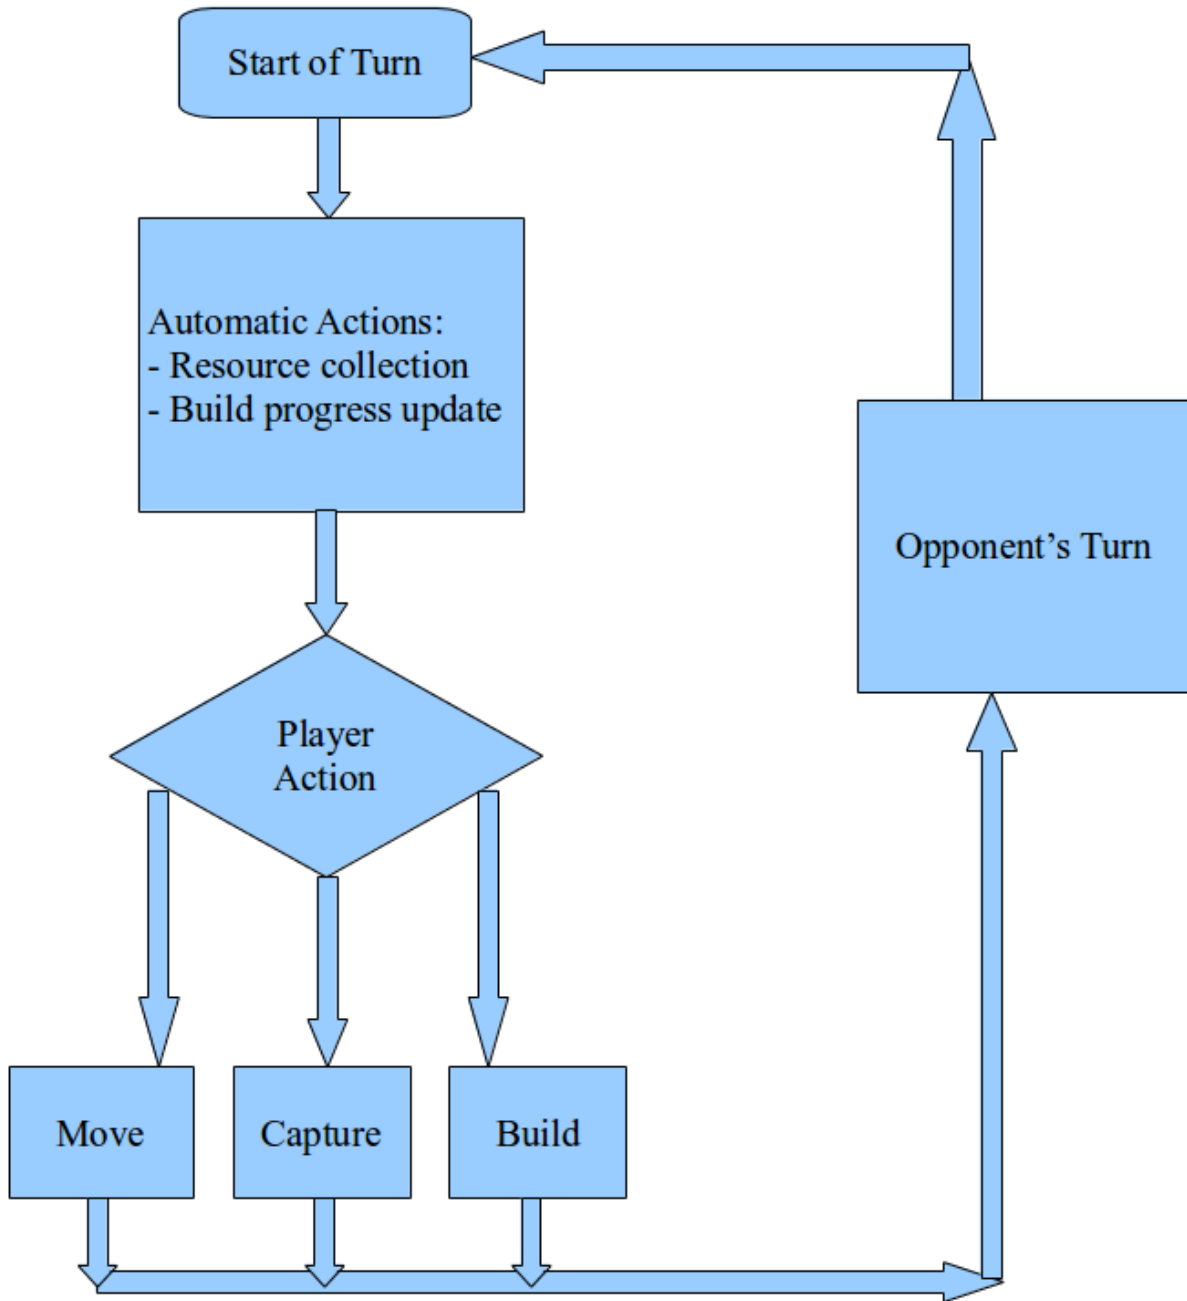 Start of Turn
Automatic Actions:
- Resource collection
- Build progress update
Opponent’s Turn
Player
Action
Move
Capture
Build